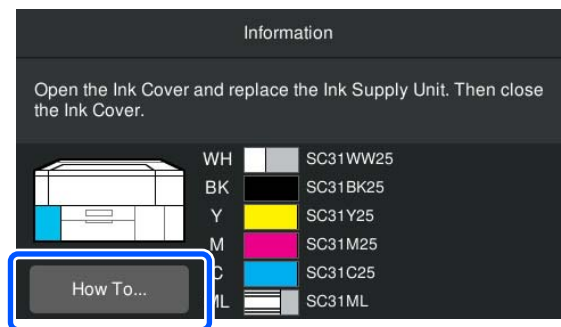 Information
Open the Ink Cover and replace the Ink Supply Unit. Then close
the Ink Cover.
WH SC31WW25
BK SC31BK25
Y SC31Y25
M SC31M25
C SC31C25
ML SC31ML
How To...